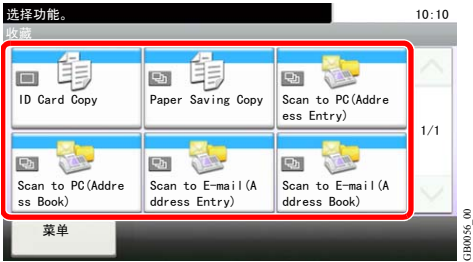 选择功能。
10:10
收藏
ID Card Copy
Paper Saving Copy
Scan to PC(Addre
ess Entry)
1/1
Scan to PC(Addre
ss Book)
Scan to E-mail(A
ddress Entry)
Scan to E-mail(A
ddress Book)
菜单
GB0056_00